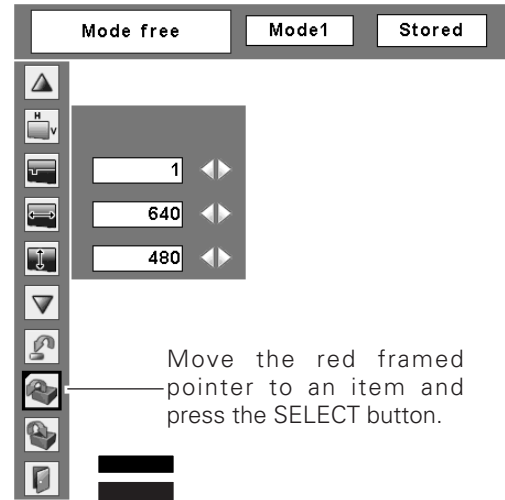 Mode free Mode1 Stored
H
V
1
640
480
Move the red framed
pointer to an item and
press the SELECT button.